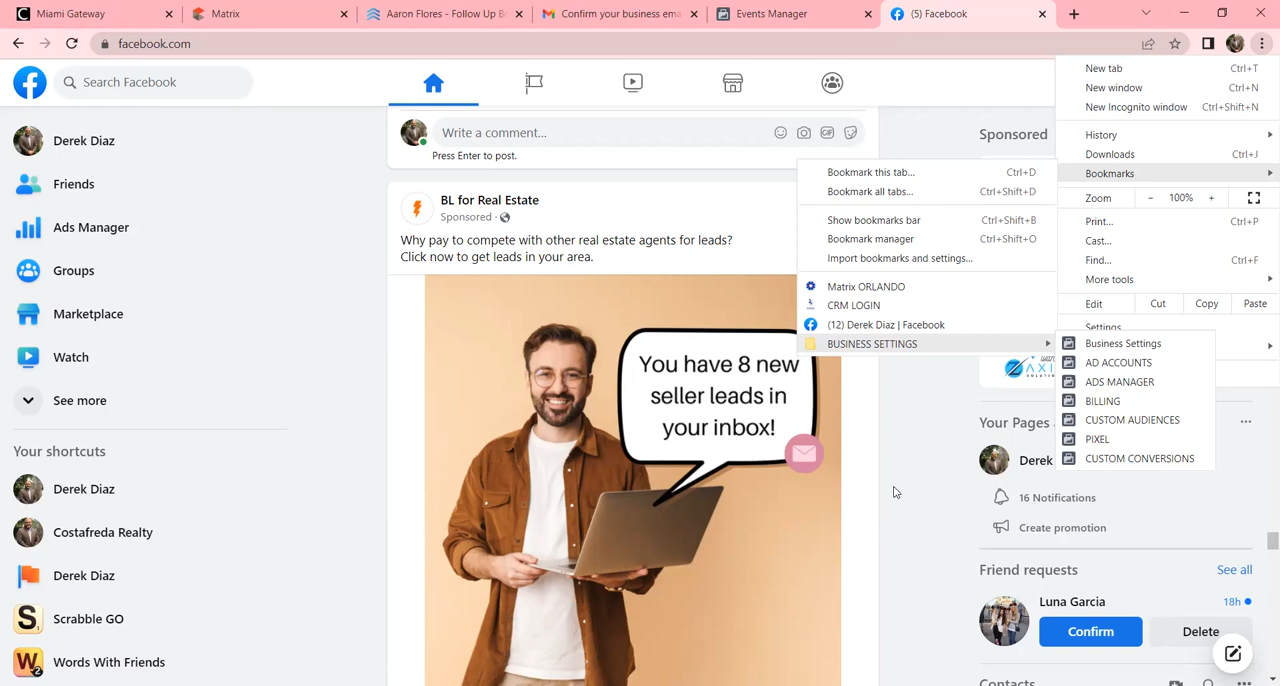 Miami Gateway
Matrix
Aaron Flores - Follow Up B
Confirm your business ema
Events Manager
(5) Facebook
facebook.com
Search Facebook
Derek Diaz
Friends
Ads Manager
Groups
Marketplace
Watch
See more
Your shortcuts
Derek Diaz
Costafreda Realty
Derek Diaz
Scrabble GO
Words With Friends
Write a comment...
Press Enter to post.
BL for Real Estate
Sponsored ·
Why pay to compete with other real estate agents for leads?
Click now to get leads in your area.
You have 8 new
seller leads in
your inbox!
Bookmark this tab... Ctrl+D
Bookmark all tabs... Ctrl+Shift+D
Show bookmarks bar Ctrl+Shift+B
Bookmark manager Ctrl+Shift+O
Import bookmarks and settings...
Matrix ORLANDO
CRM LOGIN
(12) Derek Diaz | Facebook
BUSINESS SETTINGS
New tab Ctrl+T
New window Ctrl+N
New Incognito window Ctrl+Shift+N
History
Downloads Ctrl+J
Bookmarks
Zoom - 100% +
Print... Ctrl+P
Cast...
Find... Ctrl+F
More tools
Edit Cut Copy Paste
Settings
Business Settings
AD ACCOUNTS
ADS MANAGER
BILLING
CUSTOM AUDIENCES
PIXEL
CUSTOM CONVERSIONS
Sponsored
Your Pages
Derek
16 Notifications
Create promotion
Friend requests
See all
Luna Garcia
18h
Confirm
Delete
Contacts